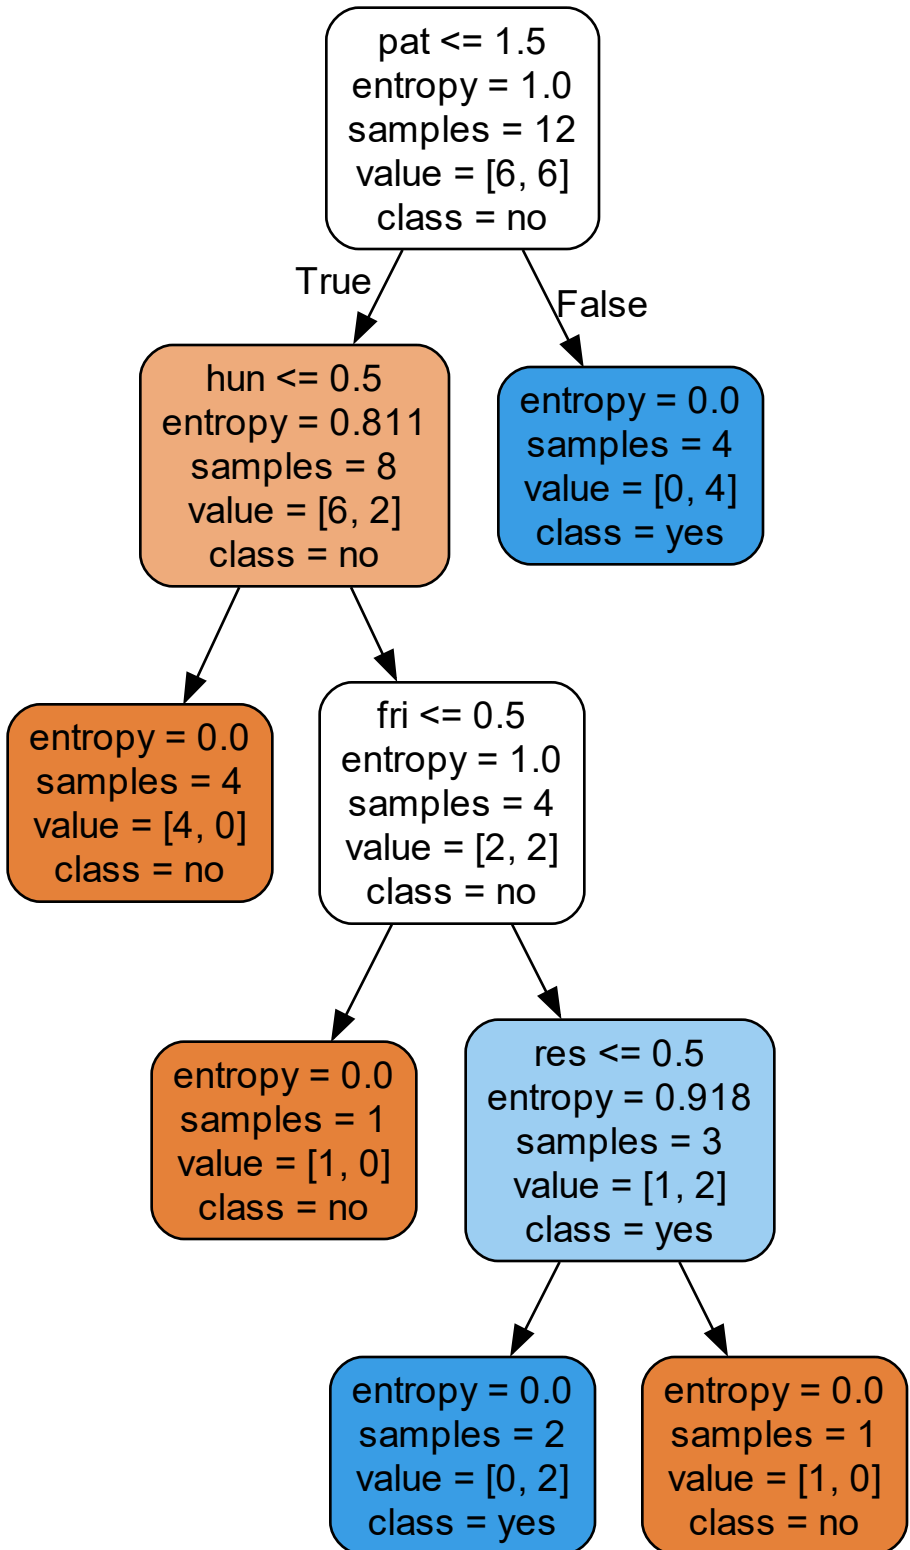 pat <= 1.5
entropy = 1.0
samples = 12
value = [6, 6]
class = no
True
False
hun <= 0.5
entropy = 0.811
samples = 8
value = [6, 2]
class = no
entropy = 0.0
samples = 4
value = [0, 4]
class = yes
entropy = 0.0
samples = 4
value = [4, 0]
class = no
fri <= 0.5
entropy = 1.0
samples = 4
value = [2, 2]
class = no
entropy = 0.0
samples = 1
value = [1, 0]
class = no
res <= 0.5
entropy = 0.918
samples = 3
value = [1, 2]
class = yes
entropy = 0.0
samples = 2
value = [0, 2]
class = yes
entropy = 0.0
samples = 1
value = [1, 0]
class = no